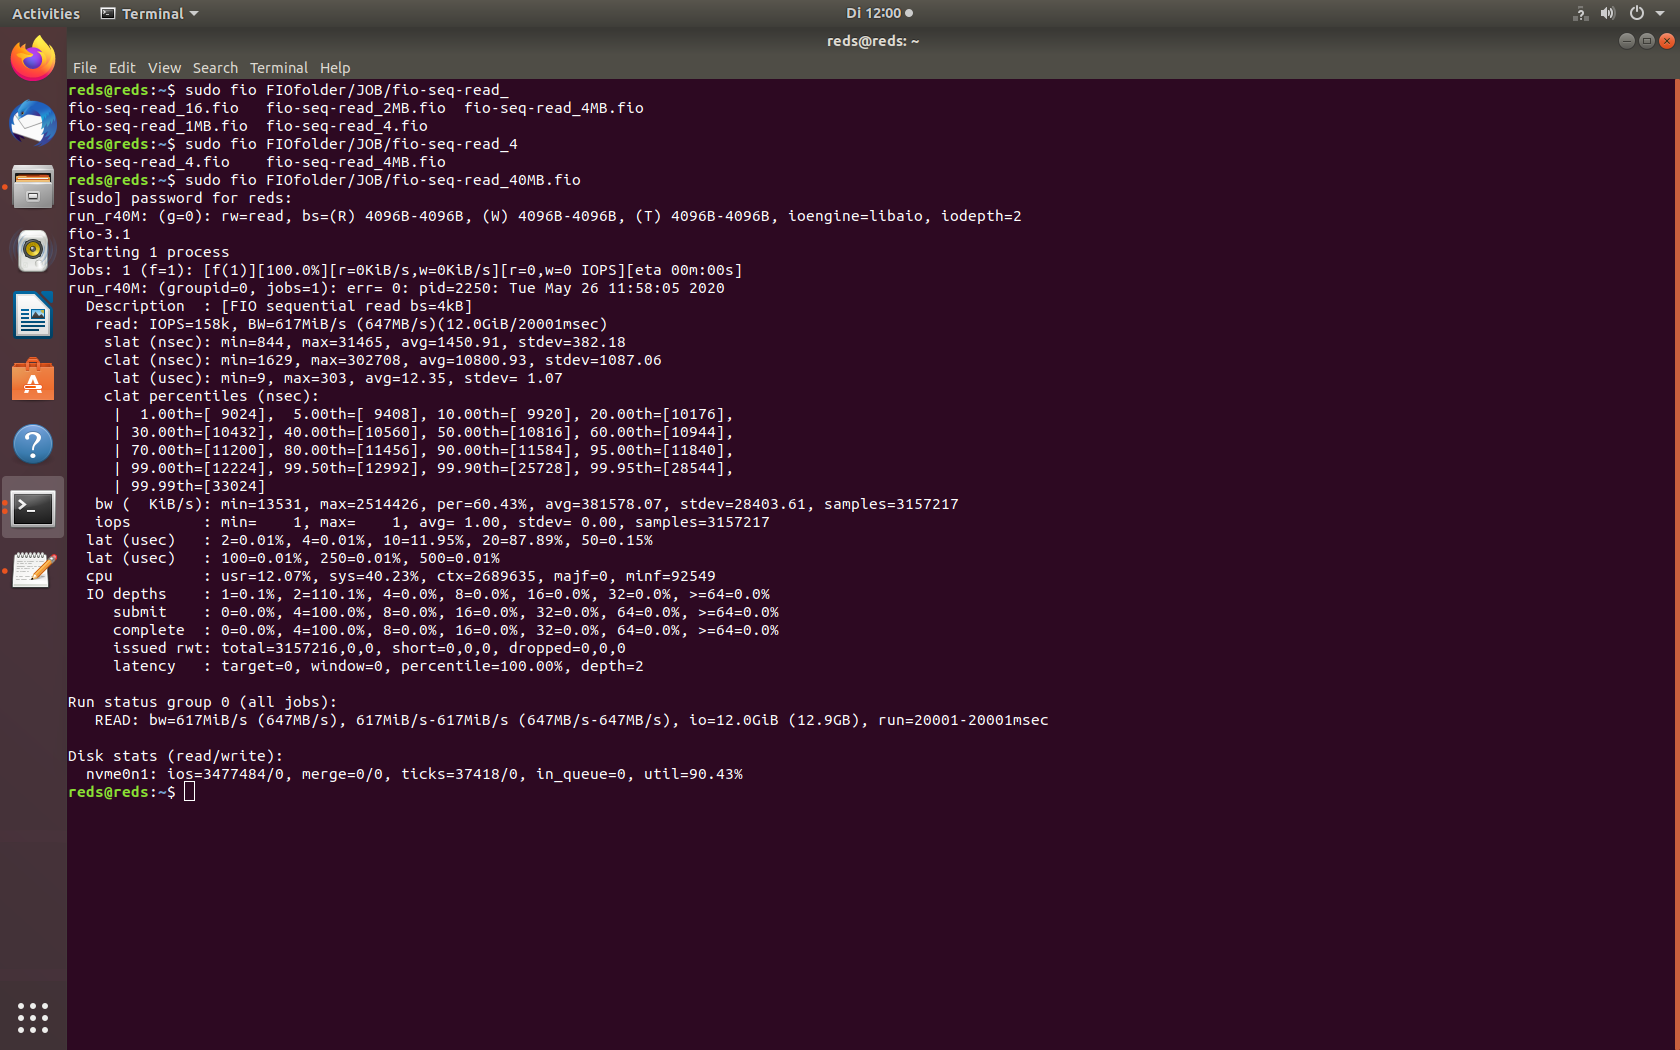 Activities Terminal Di 12:00
reds@reds: ~
File Edit View Search Terminal Help
reds@reds:~$ sudo fio FIOfolder/JOB/fio-seq-read_
fio-seq-read_16.fio   fio-seq-read_2MB.fio  fio-seq-read_4MB.fio
fio-seq-read_1MB.fio  fio-seq-read_4.fio
reds@reds:~$ sudo fio FIOfolder/JOB/fio-seq-read_4
fio-seq-read_4.fio    fio-seq-read_4MB.fio
reds@reds:~$ sudo fio FIOfolder/JOB/fio-seq-read_40MB.fio
[sudo] password for reds:
run_r40M: (g=0): rw=read, bs=(R) 4096B-4096B, (W) 4096B-4096B, (T) 4096B-4096B, ioengine=libaio, iodepth=2
fio-3.1
Starting 1 process
Jobs: 1 (f=1): [f(1)][100.0%][r=0KiB/s,w=0KiB/s][r=0,w=0 IOPS][eta 00m:00s]
run_r40M: (groupid=0, jobs=1): err= 0: pid=2250: Tue May 26 11:58:05 2020
  Description  : [FIO sequential read bs=4kB]
   read: IOPS=158k, BW=617MiB/s (647MB/s)(12.0GiB/20001msec)
    slat (nsec): min=844, max=31465, avg=1450.91, stdev=382.18
    clat (nsec): min=1629, max=302708, avg=10800.93, stdev=1087.06
     lat (usec): min=9, max=303, avg=12.35, stdev= 1.07
    clat percentiles (nsec):
     |  1.00th=[ 9024],  5.00th=[ 9408], 10.00th=[ 9920], 20.00th=[10176],
     | 30.00th=[10432], 40.00th=[10560], 50.00th=[10816], 60.00th=[10944],
     | 70.00th=[11200], 80.00th=[11456], 90.00th=[11584], 95.00th=[11840],
     | 99.00th=[12224], 99.50th=[12992], 99.90th=[25728], 99.95th=[28544],
     | 99.99th=[33024]
   bw (  KiB/s): min=13531, max=2514426, per=60.43%, avg=381578.07, stdev=28403.61, samples=3157217
   iops        : min=    1, max=    1, avg= 1.00, stdev= 0.00, samples=3157217
  lat (usec)   : 2=0.01%, 4=0.01%, 10=11.95%, 20=87.89%, 50=0.15%
  lat (usec)   : 100=0.01%, 250=0.01%, 500=0.01%
  cpu          : usr=12.07%, sys=40.23%, ctx=2689635, majf=0, minf=92549
  IO depths    : 1=0.1%, 2=110.1%, 4=0.0%, 8=0.0%, 16=0.0%, 32=0.0%, >=64=0.0%
     submit    : 0=0.0%, 4=100.0%, 8=0.0%, 16=0.0%, 32=0.0%, 64=0.0%, >=64=0.0%
     complete  : 0=0.0%, 4=100.0%, 8=0.0%, 16=0.0%, 32=0.0%, 64=0.0%, >=64=0.0%
     issued rwt: total=3157216,0,0, short=0,0,0, dropped=0,0,0
     latency   : target=0, window=0, percentile=100.00%, depth=2
Run status group 0 (all jobs):
   READ: bw=617MiB/s (647MB/s), 617MiB/s-617MiB/s (647MB/s-647MB/s), io=12.0GiB (12.9GB), run=20001-20001msec
Disk stats (read/write):
  nvme0n1: ios=3477484/0, merge=0/0, ticks=37418/0, in_queue=0, util=90.43%
reds@reds:~$